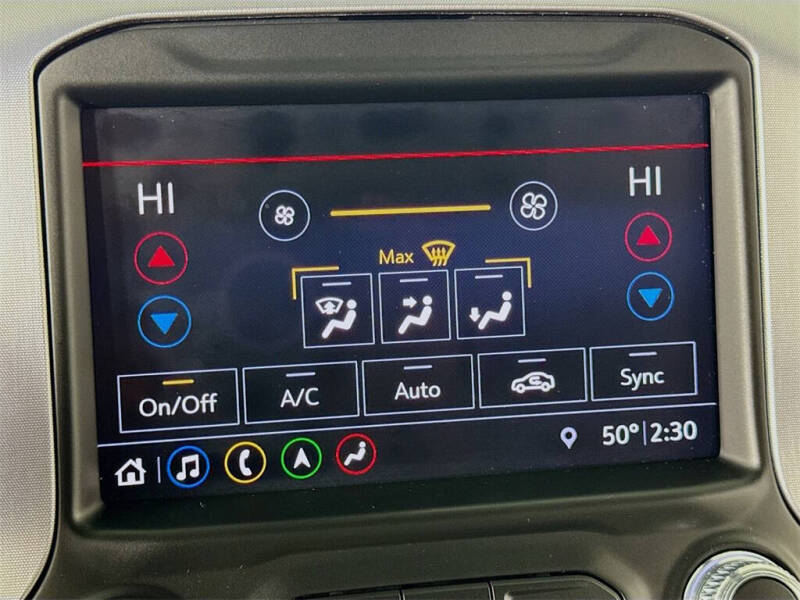 HI HI
Max
On/Off A/C Auto Sync
50° 2:30